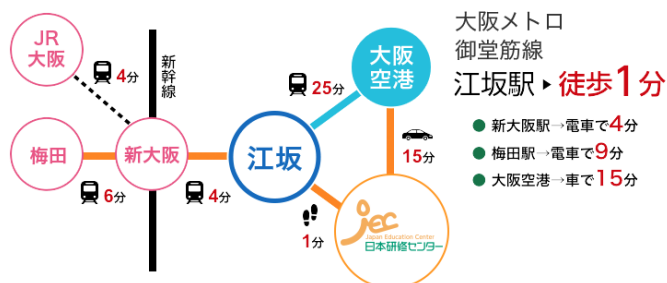 JR
大阪
4分
新幹線
梅田
6分
新大阪
4分
江坂
25分
大阪
空港
15分
1分
jec
Japan Education Center
日本研修センター
大阪メトロ
御堂筋線
江坂駅▶徒歩1分
● 新大阪駅→電車で4分
● 梅田駅→電車で9分
● 大阪空港→車で15分